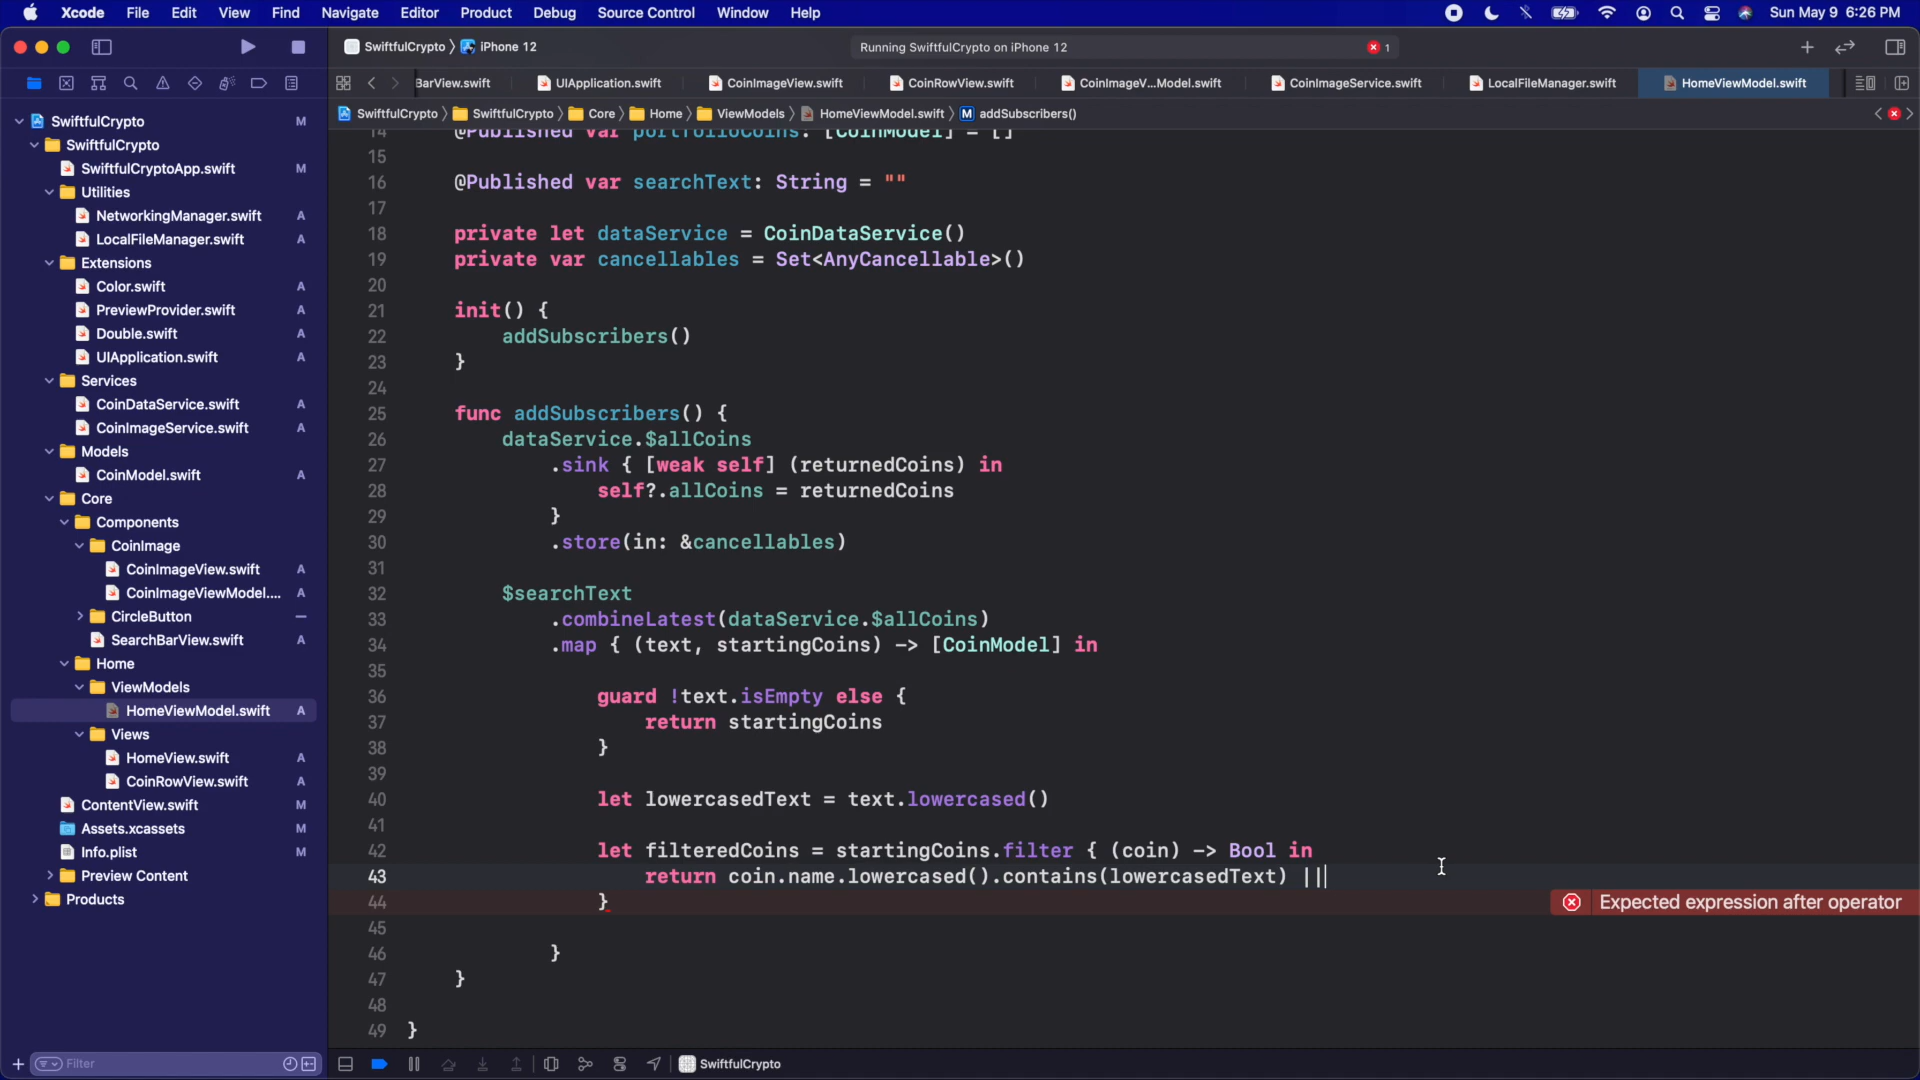 Xcode File Edit View Find Navigate Editor Product Debug Source Control Window Help Sun May 9 6:26 PM
SwiftfulCrypto iPhone 12 Running SwiftfulCrypto on iPhone 12 1
BarView.swift UIApplication.swift CoinImageView.swift CoinRowView.swift CoinImageV...Model.swift CoinImageService.swift LocalFileManager.swift HomeViewModel.swift
SwiftfulCrypto SwiftfulCrypto Core Home ViewModels HomeViewModel.swift M addSubscribers()
SwiftfulCrypto M
SwiftfulCrypto
SwiftfulCryptoApp.swift M
Utilities
NetworkingManager.swift A
LocalFileManager.swift A
Extensions
Color.swift A
PreviewProvider.swift A
Double.swift A
UIApplication.swift A
Services
CoinDataService.swift A
CoinImageService.swift A
Models
CoinModel.swift A
Core
Components
CoinImage
CoinImageView.swift A
CoinImageViewModel.... A
CircleButton
SearchBarView.swift A
Home
ViewModels
HomeViewModel.swift A
Views
HomeView.swift A
CoinRowView.swift A
ContentView.swift M
Assets.xcassets M
Info.plist M
Preview Content
Products
Filter
14 @Published var portfolioCoins: [CoinModel] = []
15
16 @Published var searchText: String = ""
17
18 private let dataService = CoinDataService()
19 private var cancellables = Set<AnyCancellable>()
20
21 init() {
22 addSubscribers()
23 }
24
25 func addSubscribers() {
26 dataService.$allCoins
27 .sink { [weak self] (returnedCoins) in
28 self?.allCoins = returnedCoins
29 }
30 .store(in: &cancellables)
31
32 $searchText
33 .combineLatest(dataService.$allCoins)
34 .map { (text, startingCoins) -> [CoinModel] in
35
36 guard !text.isEmpty else {
37 return startingCoins
38 }
39
40 let lowercasedText = text.lowercased()
41
42 let filteredCoins = startingCoins.filter { (coin) -> Bool in
43 return coin.name.lowercased().contains(lowercasedText) ||
44 } Expected expression after operator
45
46 }
47 }
48
49 }
SwiftfulCrypto